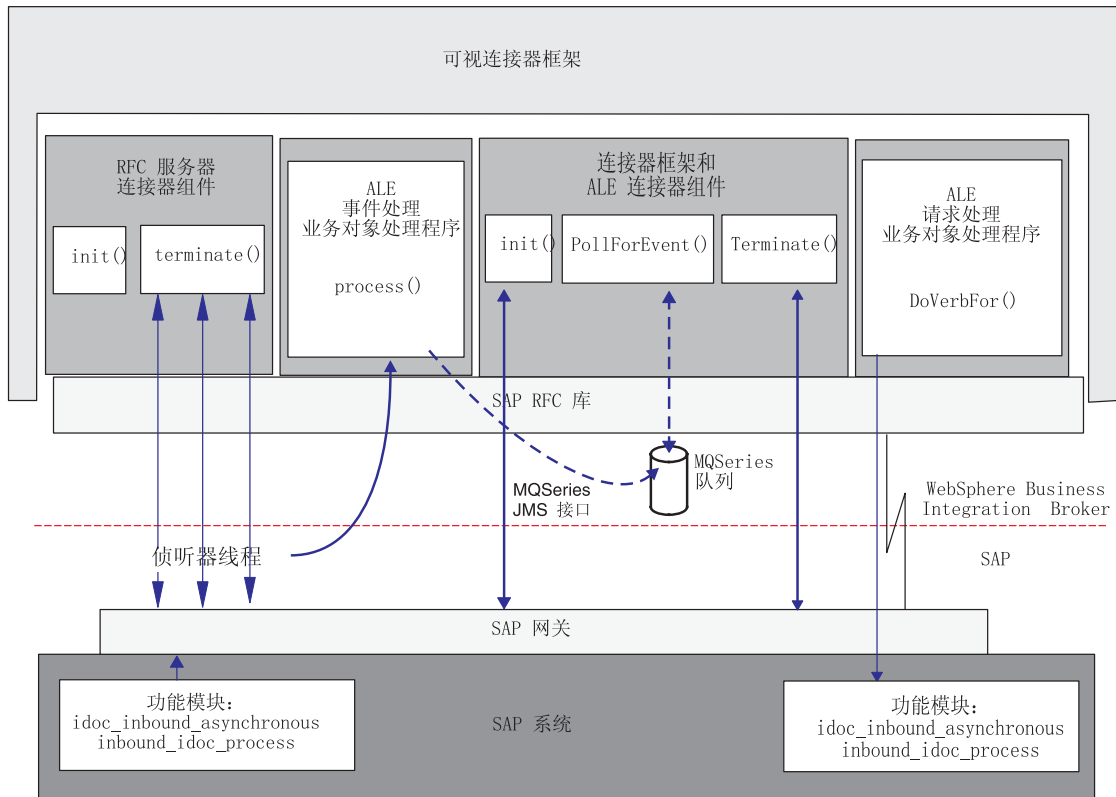 可视连接器框架
RFC 服务器
连接器组件
init()
terminate()
ALE
事件处理
业务对象处理程序
process()
连接器框架和
ALE 连接器组件
init()
PollForEvent()
Terminate()
ALE
请求处理
业务对象处理程序
DoVerbFor()
SAP RFC 库
MQSeries
队列
MQSeries
JMS 接口
WebSphere Business
Integration Broker
侦听器线程
SAP
SAP 网关
功能模块：
idoc_inbound_asynchronous
inbound_idoc_process
SAP 系统
功能模块：
idoc_inbound_asynchronous
inbound_idoc_process